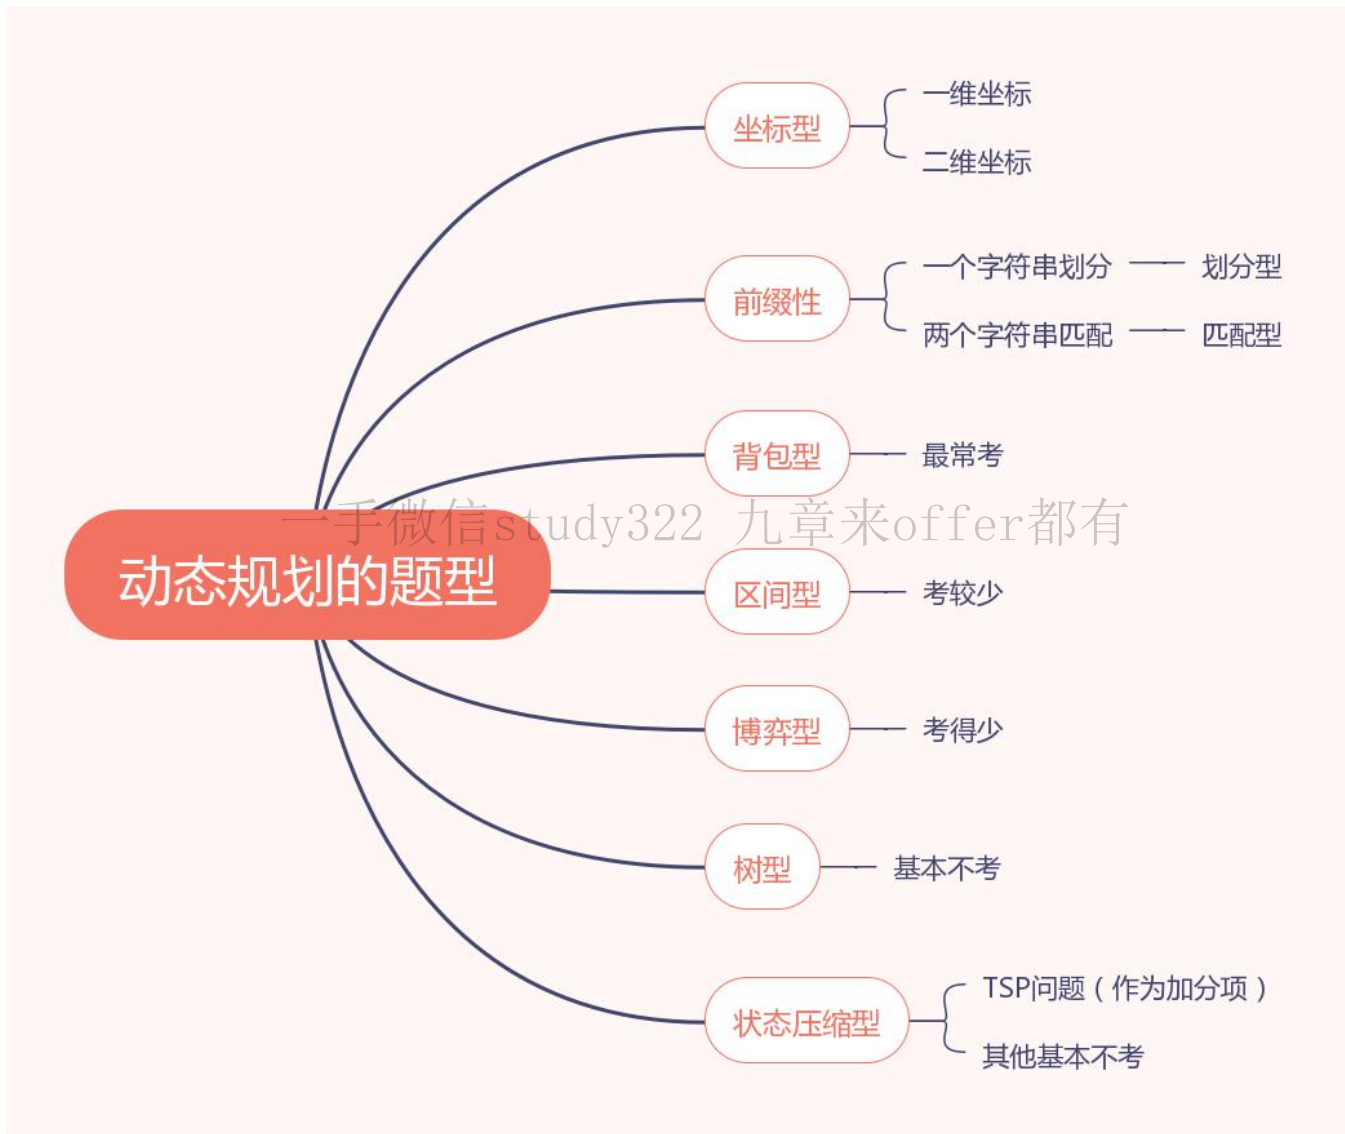 一维坐标
坐标型
二维坐标
一个字符串划分 划分型
前缀性
两个字符串匹配 匹配型
背包型 最常考
一手微信study322 九章来offer都有
动态规划的题型
区间型 考较少
博弈型 考得少
树型 基本不考
TSP问题（作为加分项）
状态压缩型
其他基本不考